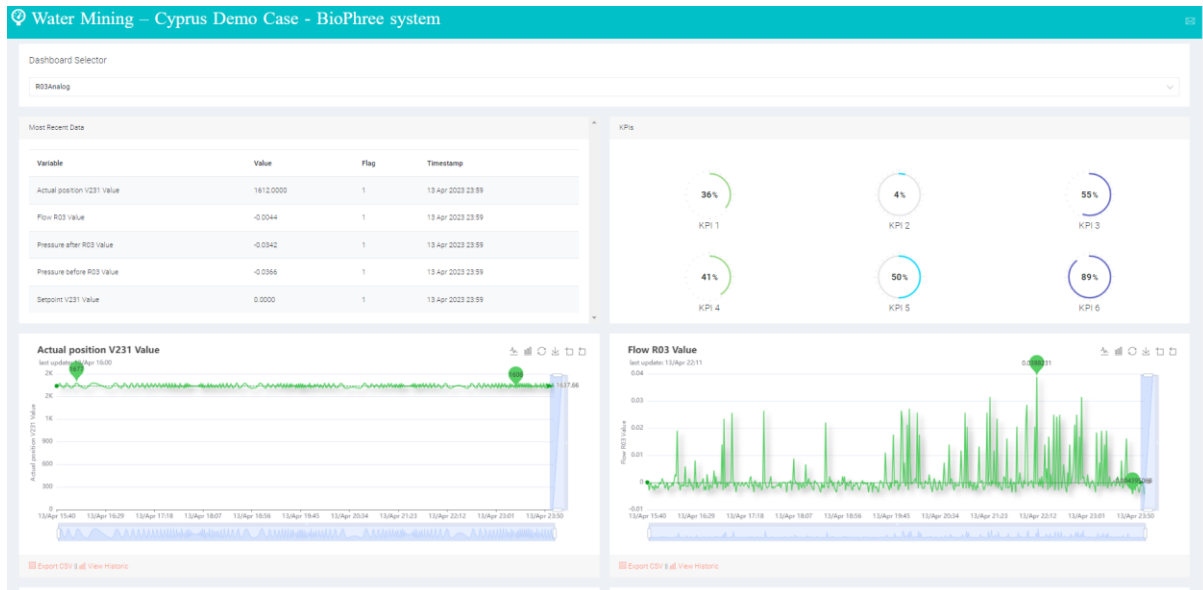 Water Mining – Cyprus Demo Case - BioPhree system
Dashboard Selector
R03Analog
Most Recent Data
Variable Value Flag Timestamp
Actual position V231 Value 1612.0000 1 13 Apr 2023 23:59
Flow R03 Value -0.0044 1 13 Apr 2023 23:59
Pressure after R03 Value -0.0342 1 13 Apr 2023 23:59
Pressure before R03 Value -0.0366 1 13 Apr 2023 23:59
Setpoint V231 Value 0.0000 1 13 Apr 2023 23:59
KPIs
36%
4%
55%
KPI 1
KPI 2
KPI 3
41%
50%
89%
KPI 4
KPI 5
KPI 6
Actual position V231 Value
last update: 13/Apr 16:00
1677
2K
2K
1K
900
600
300
0
Actual position V231 Value
1637.66
13/Apr 15:40 13/Apr 16:29 13/Apr 17:18 13/Apr 18:07 13/Apr 18:56 13/Apr 19:45 13/Apr 20:34 13/Apr 21:23 13/Apr 22:12 13/Apr 23:01 13/Apr 23:50
Export CSV | View Historic
Flow R03 Value
last update: 13/Apr 22:11
0.04
0.03
0.02
0.01
0
-0.01
Flow R03 Value
13/Apr 15:40 13/Apr 16:29 13/Apr 17:18 13/Apr 18:07 13/Apr 18:56 13/Apr 19:45 13/Apr 20:34 13/Apr 21:23 13/Apr 22:12 13/Apr 23:01 13/Apr 23:50
Export CSV | View Historic